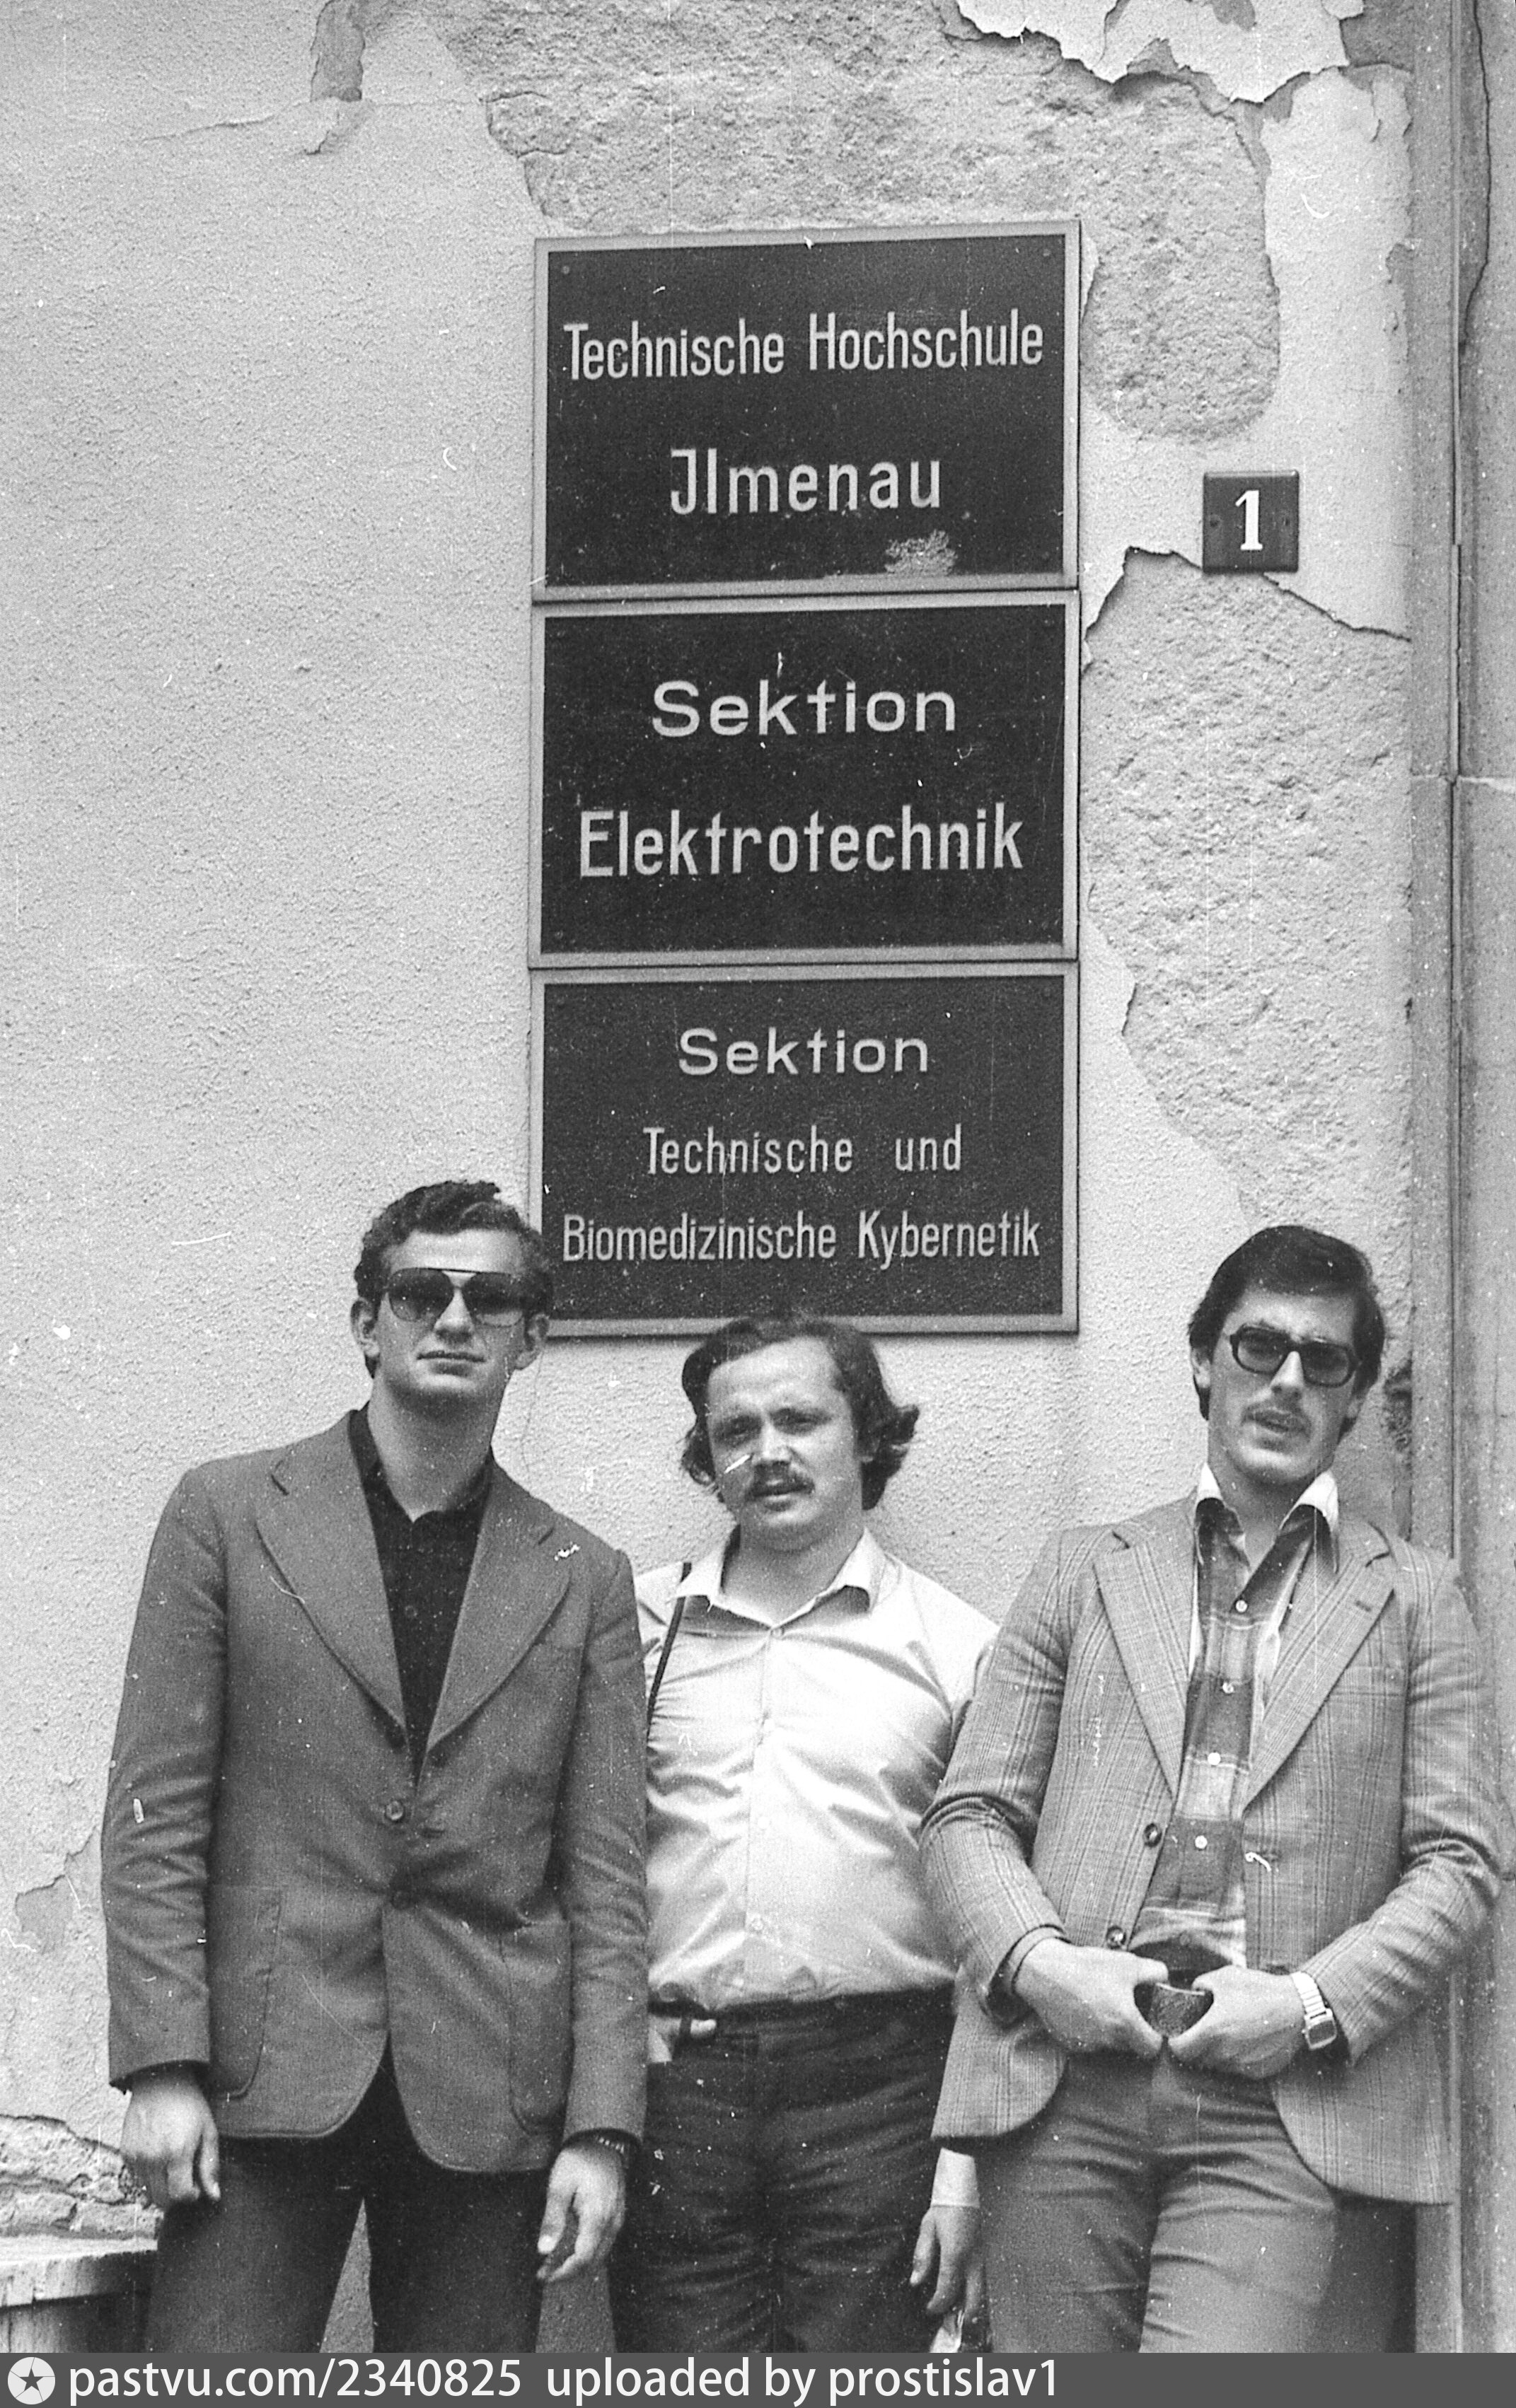 Technische Hochschule
Jlmenau
1
Sektion
Elektrotechnik
Sektion
Technische und
Biomedizinische Kybernetik
pastvu.com/2340825 uploaded by prostislav1